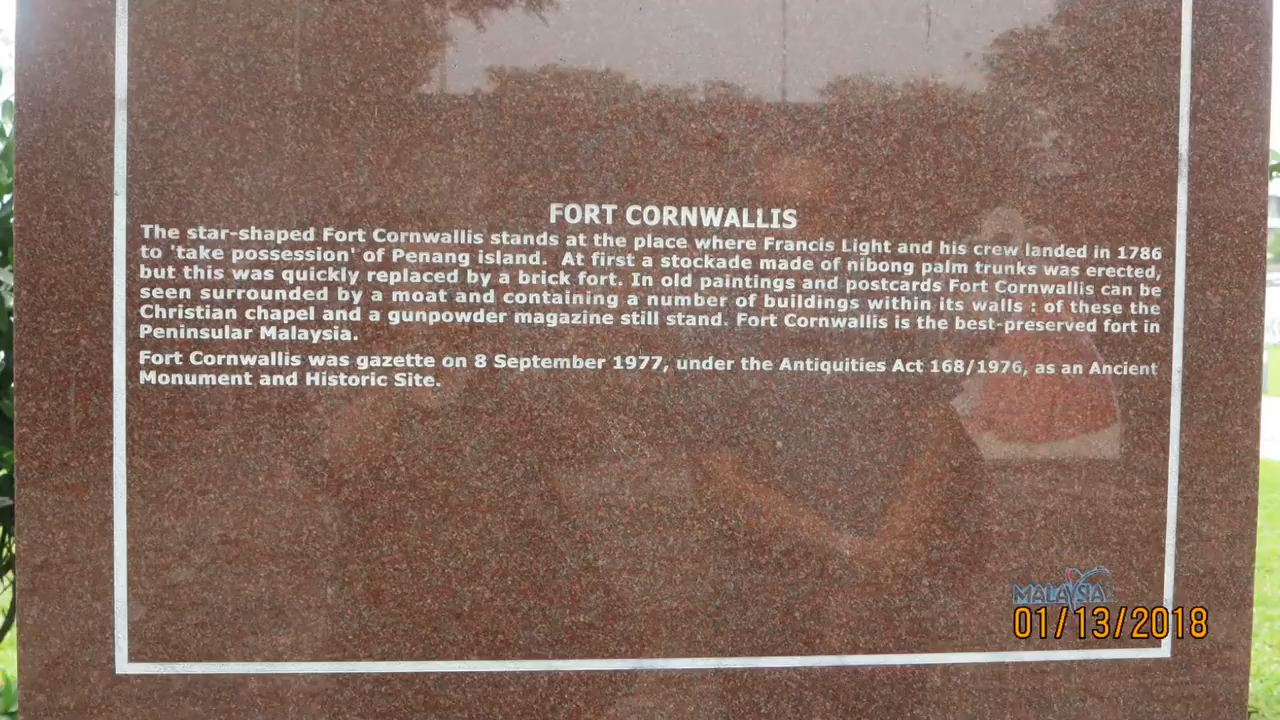 FORT CORNWALLIS
The star-shaped Fort Cornwallis stands at the place where Francis Light and his crew landed in 1786
to 'take possession' of Penang island. At first a stockade made of nibong palm trunks was erected,
but this was quickly replaced by a brick fort. In old paintings and postcards Fort Cornwallis can be
seen surrounded by a moat and containing a number of buildings within its walls : of these the
Christian chapel and a gunpowder magazine still stand. Fort Cornwallis is the best-preserved fort in
Peninsular Malaysia.
Fort Cornwallis was gazette on 8 September 1977, under the Antiquities Act 168/1976, as an Ancient
Monument and Historic Site.
MALAYSIA
01/13/2018